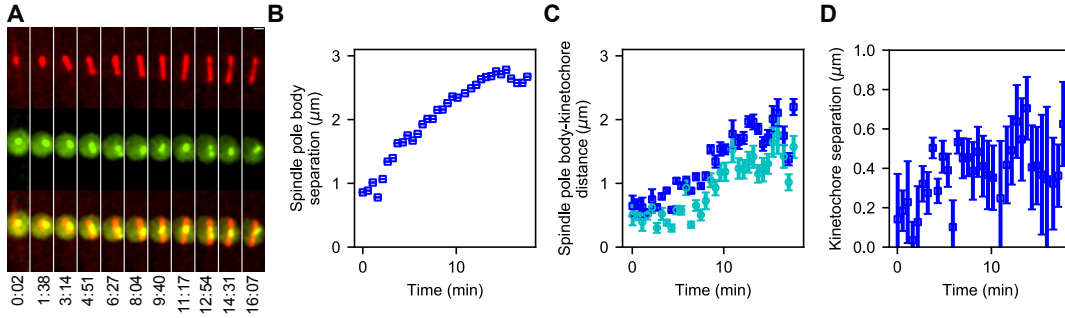 A
0:02
1:38
3:14
4:51
6:27
8:04
9:40
11:17
12:54
14:31
16:07
B
Spindle pole body
separation (μm)
3
2
1
0
0
10
Time (min)
C
Spindle pole body-kinetochore
distance (μm)
3
2
1
0
0
10
Time (min)
D
Kinetochore separation (μm)
1.0
0.8
0.6
0.4
0.2
0.0
0
10
Time (min)